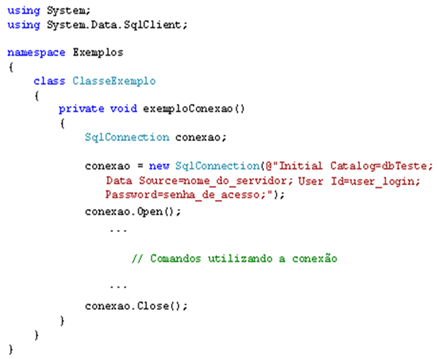 using System;
using System.Data.SqlClient;
namespace Exemplos
{
class ClasseExemplo
{
private void exemploConexao()
{
SqlConnection conexao;
conexao = new SqlConnection(@"Initial Catalog=dbTeste;
Data Source=nome_do_servidor; User Id=user_login;
Password=senha_de_acesso;");
conexao.Open();
...
// Comandos utilizando a conexão
...
conexao.Close();
}
}
}